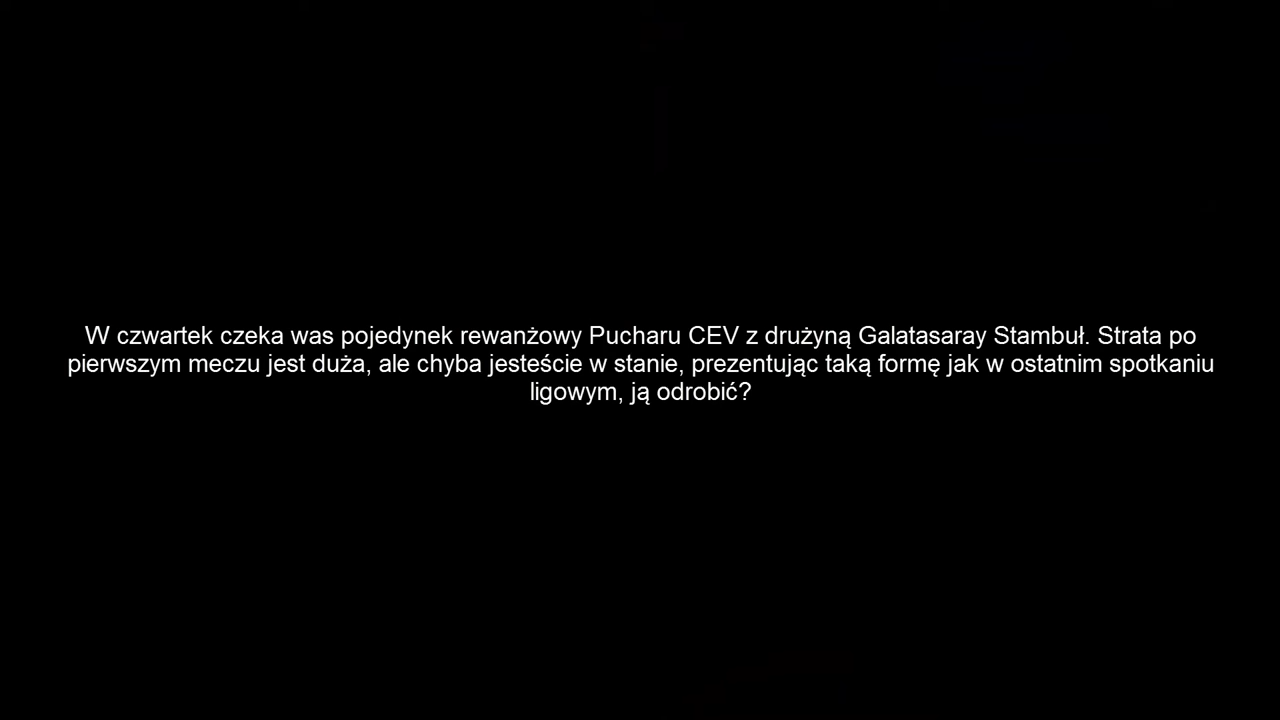 W czwartek czeka was pojedynek rewanżowy Pucharu CEV z drużyną Galatasaray Stambuł. Strata po
pierwszym meczu jest duża, ale chyba jesteście w stanie, prezentując taką formę jak w ostatnim spotkaniu
ligowym, ją odrobić?